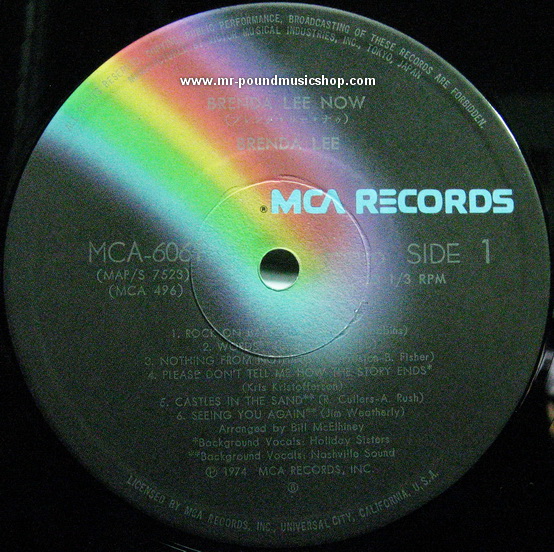 PUBLIC PERFORMANCE, BROADCASTING OF THESE RECORDS ARE FORBIDDEN.
MUSICAL INDUSTRIES, INC., TOKYO, JAPAN
www.mr-poundmusicshop.com
BRENDA LEE NOW
BRENDA LEE
MCA RECORDS
MCA-606 SIDE 1
(MAP/S 7523) 1/3 RPM
(MCA 496)
1. ROCK ON
2. WORDS
3. NOTHING FROM B. Fisher)
4. PLEASE DON'T TELL ME HOW THE STORY ENDS*
(Kris Kristofferson)
5. CASTLES IN THE SAND** (R. Cullers-A. Rush)
6. SEEING YOU AGAIN** (Jim Weatherly)
Arranged by Bill McElhiney
*Background Vocals: Holiday Sisters
**Background Vocals: Nashville Sound
Ⓟ 1974 MCA RECORDS, INC.
LICENSED BY MCA RECORDS, INC., UNIVERSAL CITY, CALIFORNIA, U.S.A.